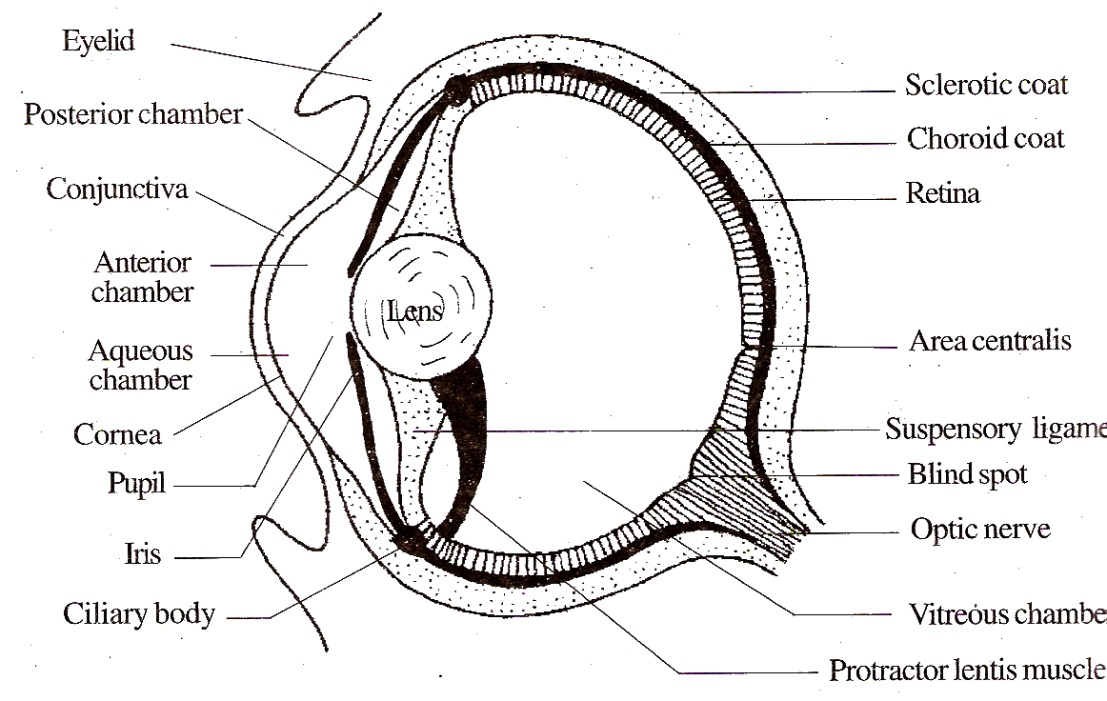 Eyelid
Posterior chamber
Conjunctiva
Anterior
chamber
Aqueous
chamber
Cornea
Pupil
Iris
Ciliary body
Lens
Sclerotic coat
Choroid coat
Retina
Area centralis
Suspensory ligame
Blind spot
Optic nerve
Vitreous chambe
Protractor lentis muscle